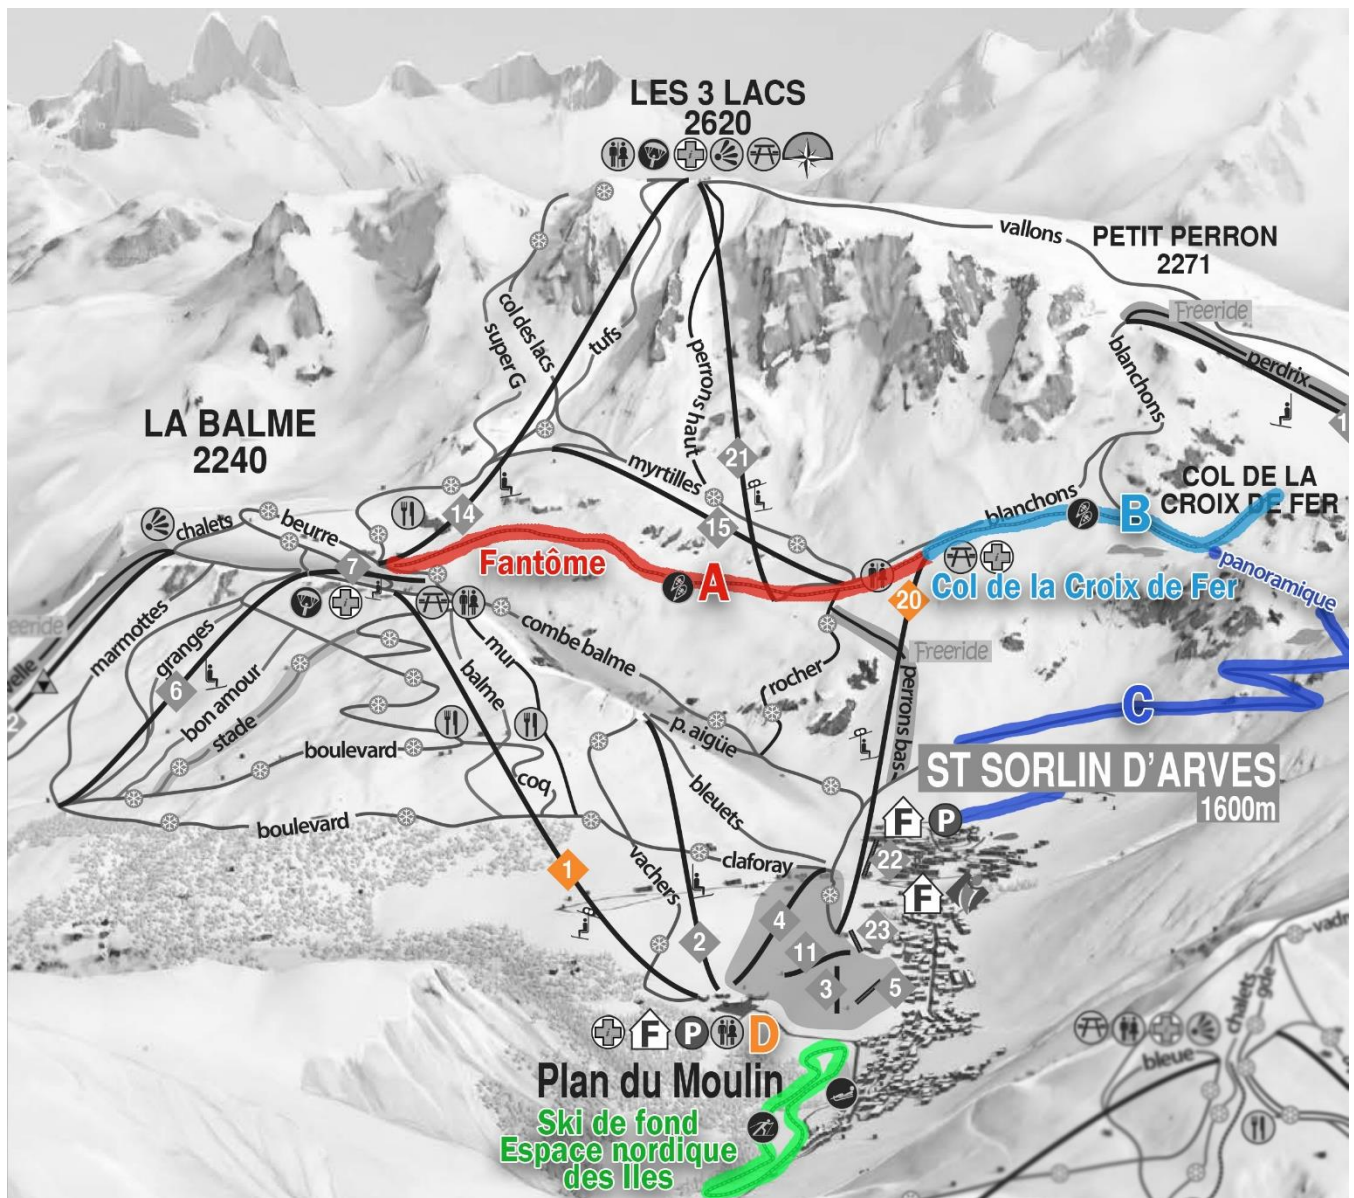 LES 3 LACS
2620
vallons
PETIT PERRON
2271
Freeride
perdrix
blanchons
col des lacs
super G
tufs
perrons haut
21
LA BALME
2240
myrtilles
14
15
blanchons
B
COL DE LA
CROIX DE FER
chalets
beurre
7
Fantôme
A
20
Col de la Croix de Fer
panoramique
Freeride
marmottes
granges
6
bon amour
stade
balme
mur
combe balme
rocher
Freeride
perrons bas
C
boulevard
coq
p. aigüe
bleuets
ST SORLIN D'ARVES
1600m
boulevard
1
vachers
claforay
F
P
22
F
4
2
11
23
3
5
F
P
D
Plan du Moulin
Ski de fond
Espace nordique
des Iles
chalets
gole
bleue